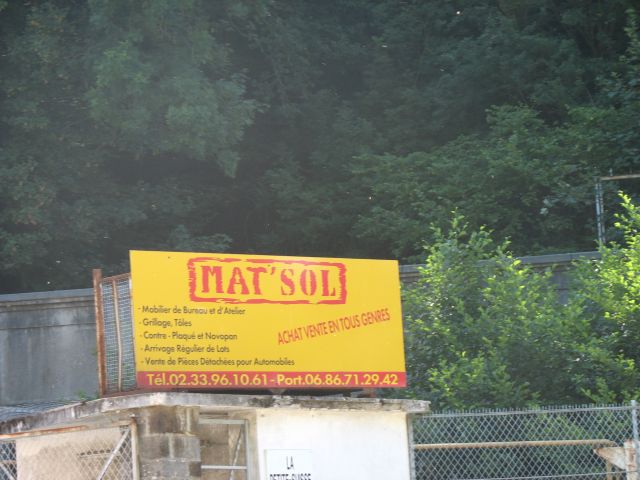 MAT'SOL
- Mobilier de Bureau et d'Atelier
- Grillage, Tôles
- Contre - Plaqué et Novopan
- Arrivage Régulier de Lots
- Vente de Pièces Détachées pour Automobiles
ACHAT VENTE EN TOUS GENRES
Tél.02.33.96.10.61 - Port.06.86.71.29.42
LA
PETITE-SUISSE